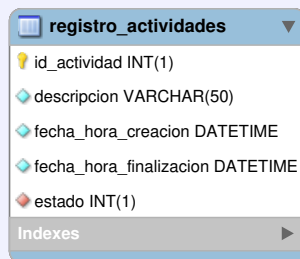 registro_actividades
id_actividad INT(1)
descripcion VARCHAR(50)
fecha_hora_creacion DATETIME
fecha_hora_finalizacion DATETIME
estado INT(1)
Indexes